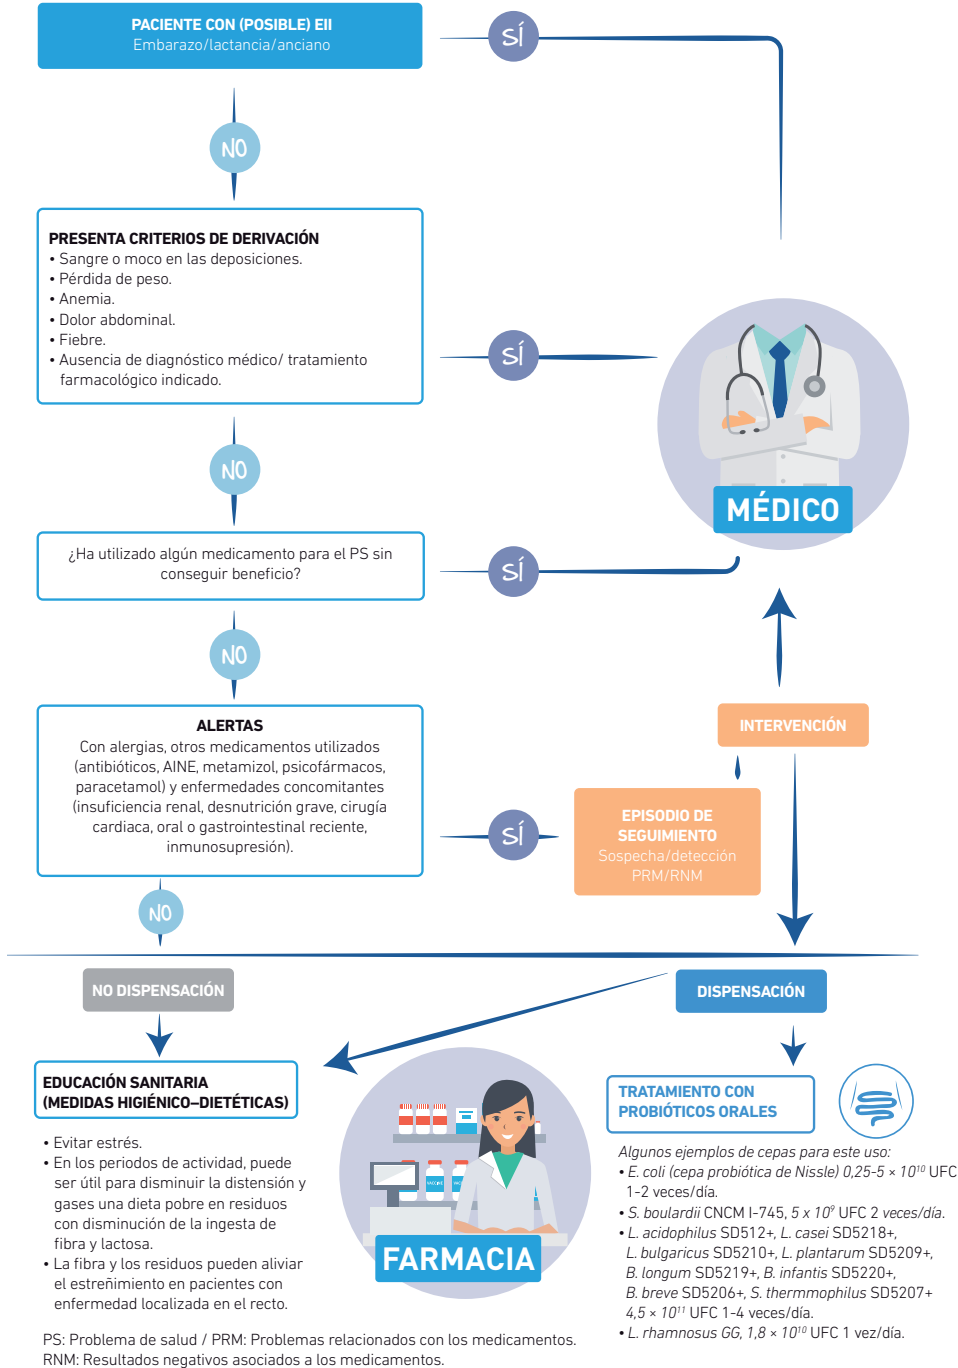 PACIENTE CON (POSIBLE) EII
Embarazo/lactancia/anciano
SÍ
NO
PRESENTA CRITERIOS DE DERIVACIÓN
• Sangre o moco en las deposiciones.
• Pérdida de peso.
• Anemia.
• Dolor abdominal.
• Fiebre.
• Ausencia de diagnóstico médico/ tratamiento
farmacológico indicado.
SÍ
MÉDICO
NO
¿Ha utilizado algún medicamento para el PS sin
conseguir beneficio?
SÍ
NO
ALERTAS
Con alergias, otros medicamentos utilizados
(antibióticos, AINE, metamizol, psicofármacos,
paracetamol) y enfermedades concomitantes
(insuficiencia renal, desnutrición grave, cirugía
cardiaca, oral o gastrointestinal reciente,
inmunosupresión).
SÍ
INTERVENCIÓN
EPISODIO DE
SEGUIMIENTO
Sospecha/detección
PRM/RNM
NO
NO DISPENSACIÓN
DISPENSACIÓN
EDUCACIÓN SANITARIA
(MEDIDAS HIGIÉNICO–DIETÉTICAS)
• Evitar estrés.
• En los periodos de actividad, puede
ser útil para disminuir la distensión y
gases una dieta pobre en residuos
con disminución de la ingesta de
fibra y lactosa.
• La fibra y los residuos pueden aliviar
el estreñimiento en pacientes con
enfermedad localizada en el recto.
FARMACIA
TRATAMIENTO CON
PROBIÓTICOS ORALES
Algunos ejemplos de cepas para este uso:
• E. coli (cepa probiótica de Nissle) 0,25-5 × 10¹⁰ UFC
1-2 veces/día.
• S. boulardii CNCM I-745, 5 x 10⁹ UFC 2 veces/día.
• L. acidophilus SD512+, L. casei SD5218+,
L. bulgaricus SD5210+, L. plantarum SD5209+,
B. longum SD5219+, B. infantis SD5220+,
B. breve SD5206+, S. thermmophilus SD5207+
4,5 × 10¹¹ UFC 1-4 veces/día.
• L. rhamnosus GG, 1,8 × 10¹⁰ UFC 1 vez/día.
PS: Problema de salud / PRM: Problemas relacionados con los medicamentos.
RNM: Resultados negativos asociados a los medicamentos.